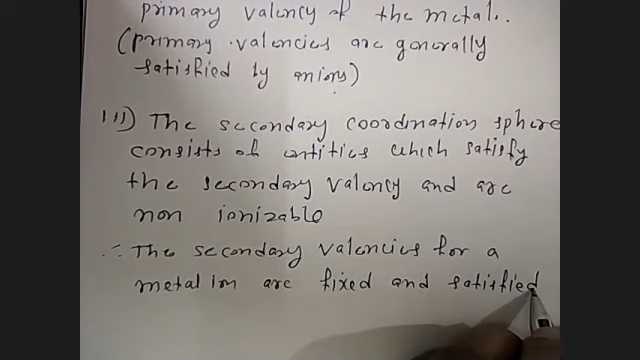 primary valency of the metal.
(primary valencies are generally
satisfied by anions)
III) The secondary coordination sphere
consists of entities which satisfy
the secondary valency and are
non ionizable
∴ The secondary valencies for a
metal ion are fixed and satisfied